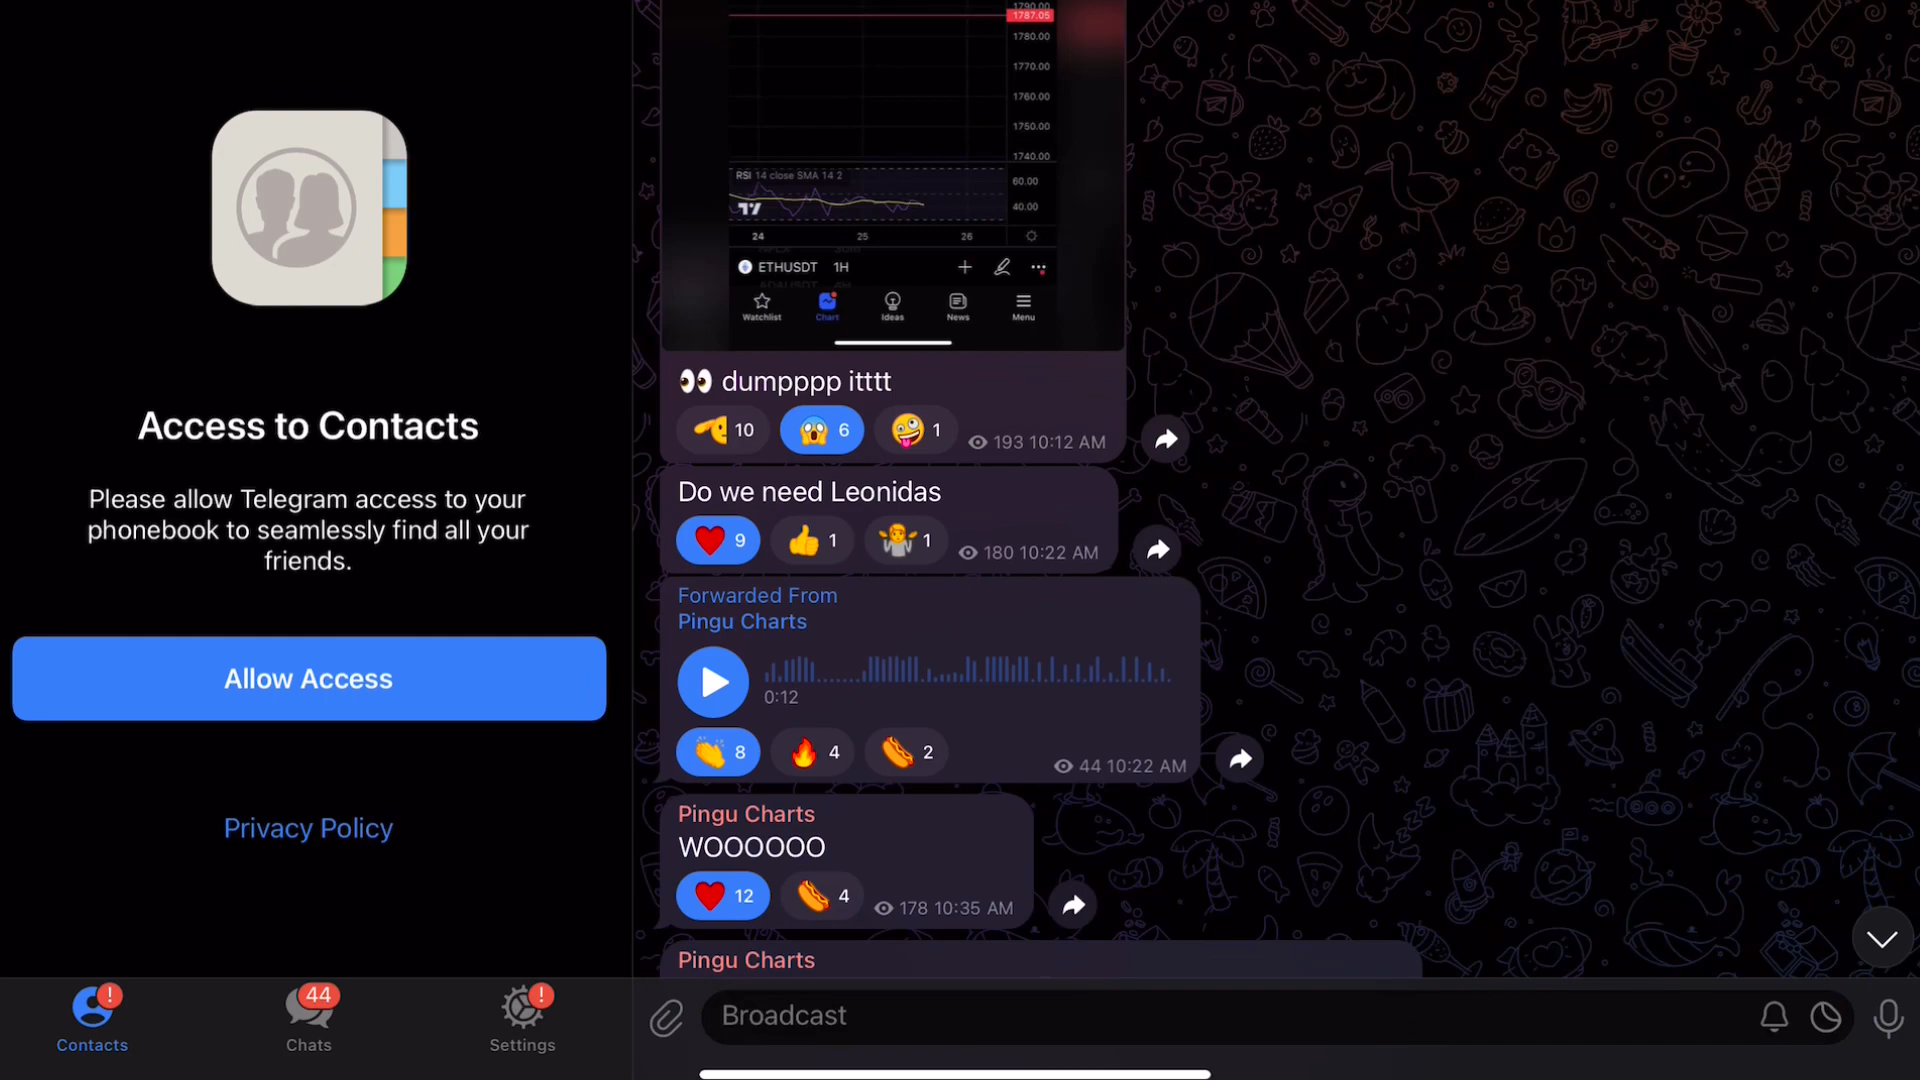 Access to Contacts
Please allow Telegram access to your
phonebook to seamlessly find all your
friends.
Allow Access
Privacy Policy
!
Contacts
44
Chats
!
Settings
1790.00
1787.05
1780.00
1770.00
1760.00
1750.00
1740.00
RSI 14 close SMA 14 2
60.00
40.00
24 25 26
ETHUSDT 1H
Watchlist Chart Ideas News Menu
👀 dumpppp itttt
10 6 1 193 10:12 AM
Do we need Leonidas
9 1 1 180 10:22 AM
Forwarded From
Pingu Charts
0:12
8 4 2 44 10:22 AM
Pingu Charts
WOOOOOO
12 4 178 10:35 AM
Pingu Charts
Broadcast